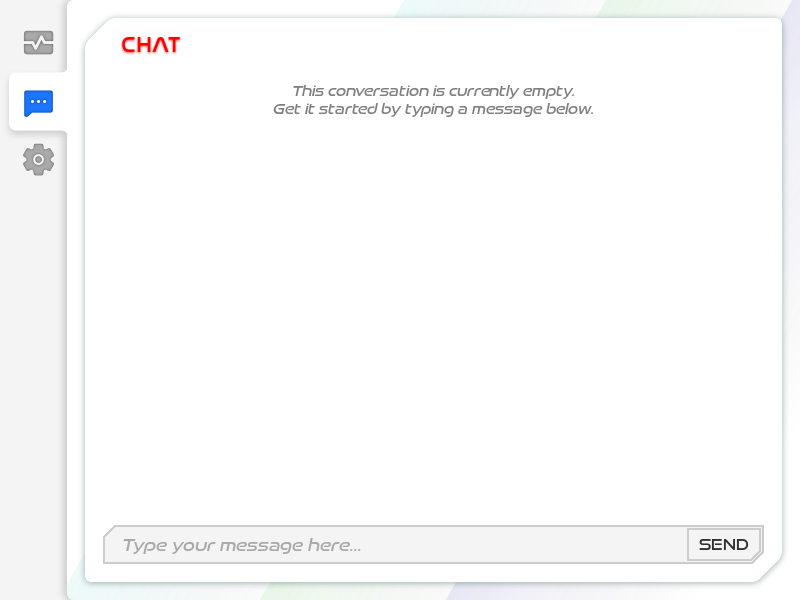 CHAT
This conversation is currently empty.
Get it started by typing a message below.
Type your message here...
SEND